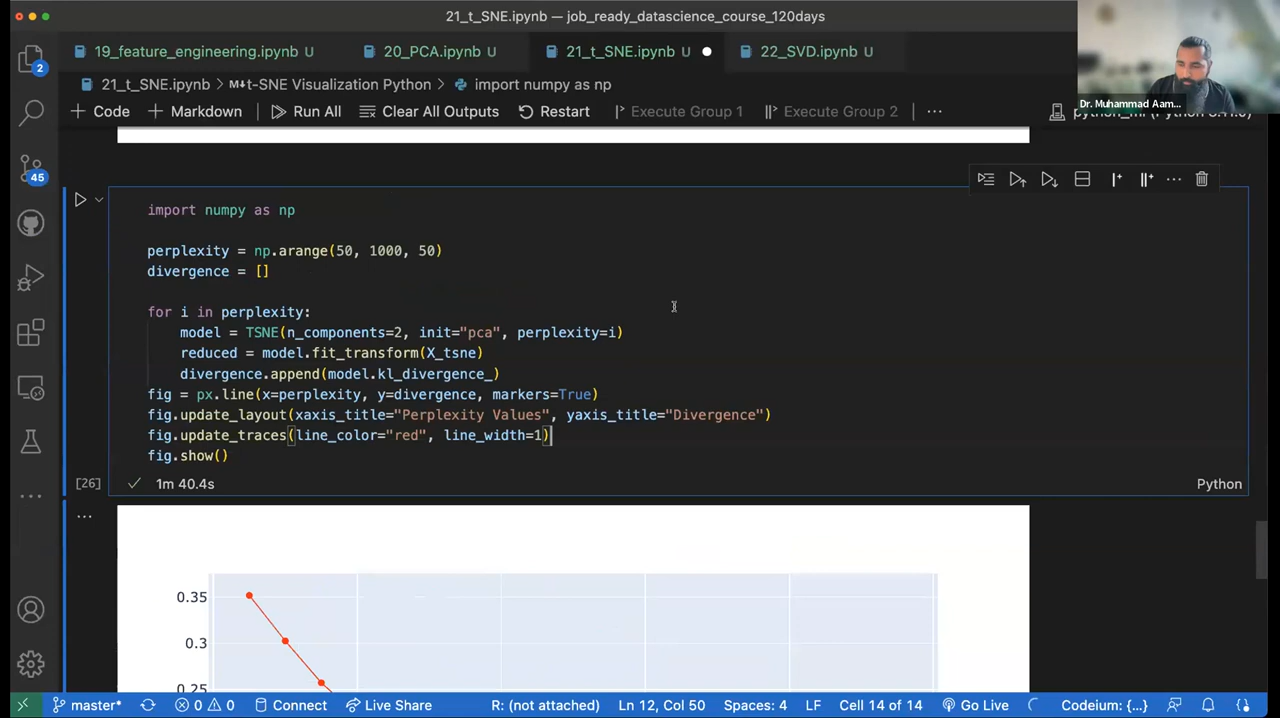 21_t_SNE.ipynb — job_ready_datascience_course_120days
19_feature_engineering.ipynb U
20_PCA.ipynb U
21_t_SNE.ipynb U
22_SVD.ipynb U
21_t_SNE.ipynb > M↓t-SNE Visualization Python > import numpy as np
Dr. Muhammad Aam...
+ Code + Markdown Run All Clear All Outputs Restart Execute Group 1 Execute Group 2 ...
2
45
import numpy as np
perplexity = np.arange(50, 1000, 50)
divergence = []
for i in perplexity:
model = TSNE(n_components=2, init="pca", perplexity=i)
reduced = model.fit_transform(X_tsne)
divergence.append(model.kl_divergence_)
fig = px.line(x=perplexity, y=divergence, markers=True)
fig.update_layout(xaxis_title="Perplexity Values", yaxis_title="Divergence")
fig.update_traces(line_color="red", line_width=1)
fig.show()
[26] 1m 40.4s Python
0.35
0.3
0.25
master* 0 0 Connect Live Share R: (not attached) Ln 12, Col 50 Spaces: 4 LF Cell 14 of 14 Go Live Codeium: {...}